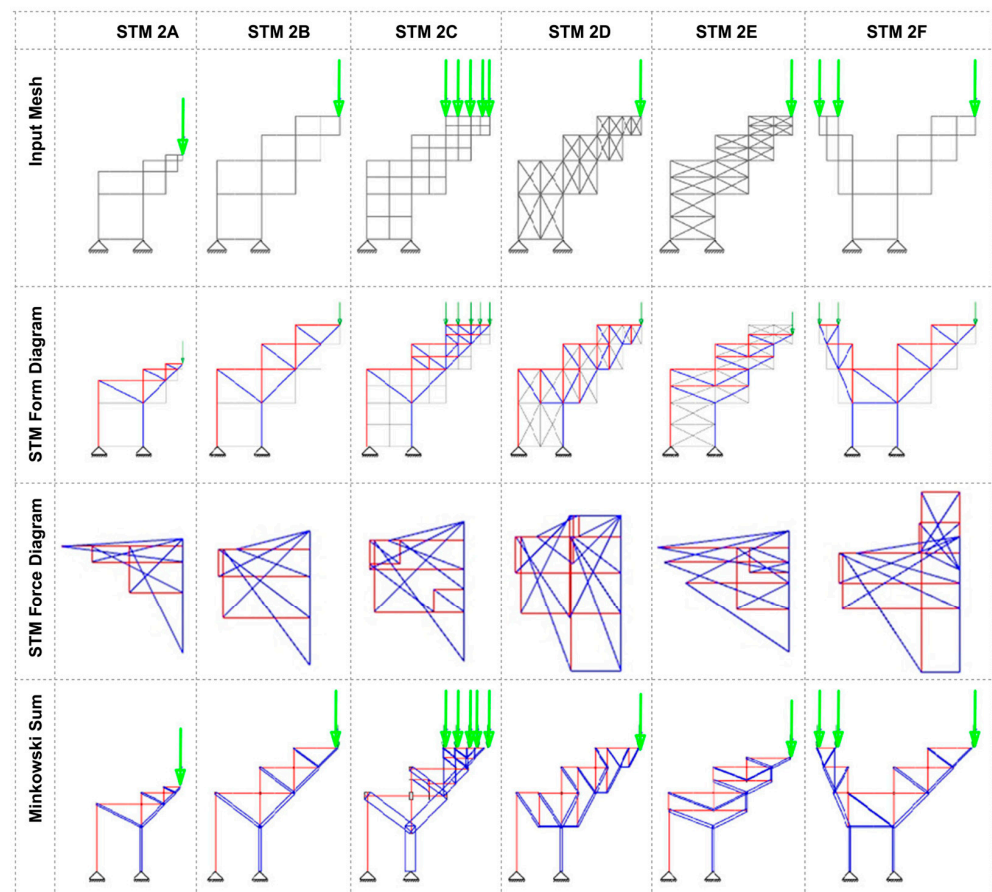 STM 2A STM 2B STM 2C STM 2D STM 2E STM 2F
Input Mesh
STM Form Diagram
STM Force Diagram
Minkowski Sum